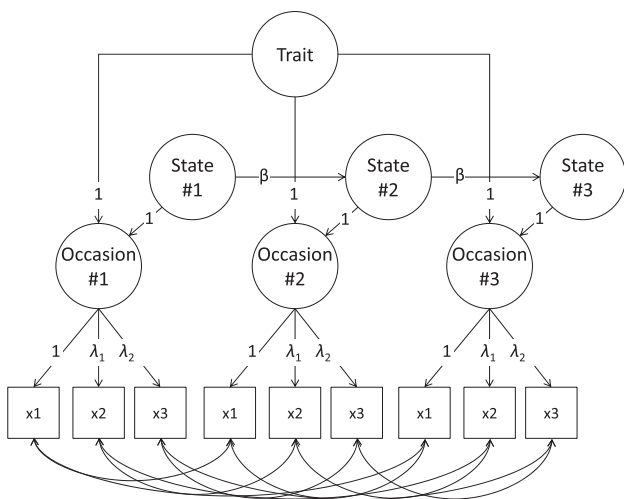 Trait
State
#1
β
State
#2
β
State
#3
1
1
1
1
1
1
Occasion
#1
Occasion
#2
Occasion
#3
1
λ1
λ2
1
λ1
λ2
1
λ1
λ2
x1
x2
x3
x1
x2
x3
x1
x2
x3